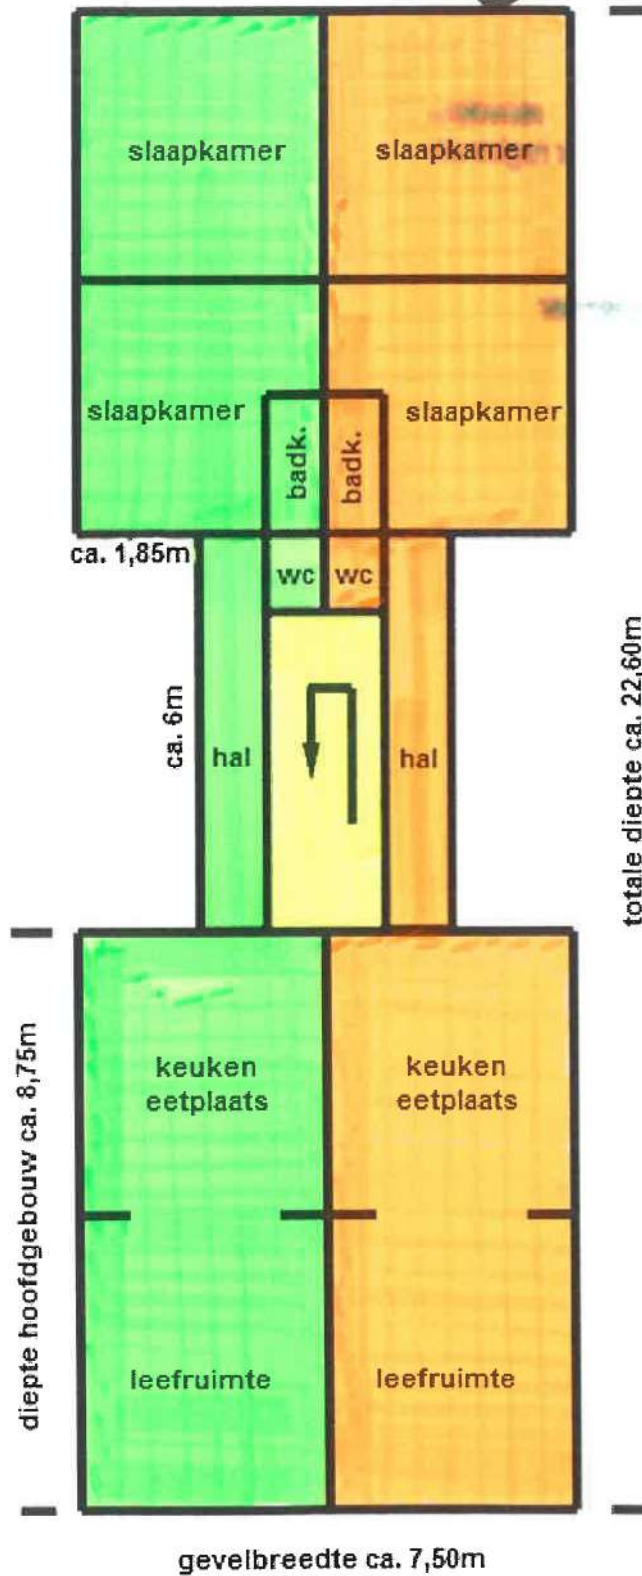 slaapkamer
slaapkamer
slaapkamer
badk.
badk.
slaapkamer
ca. 1,85m
wc
wc
ca. 6m
hal
hal
totale diepte ca. 22,60m
diepte hoofdgebouw ca. 8,75m
keuken
eetplaats
keuken
eetplaats
leefruimte
leefruimte
gevelbreedte ca. 7,50m